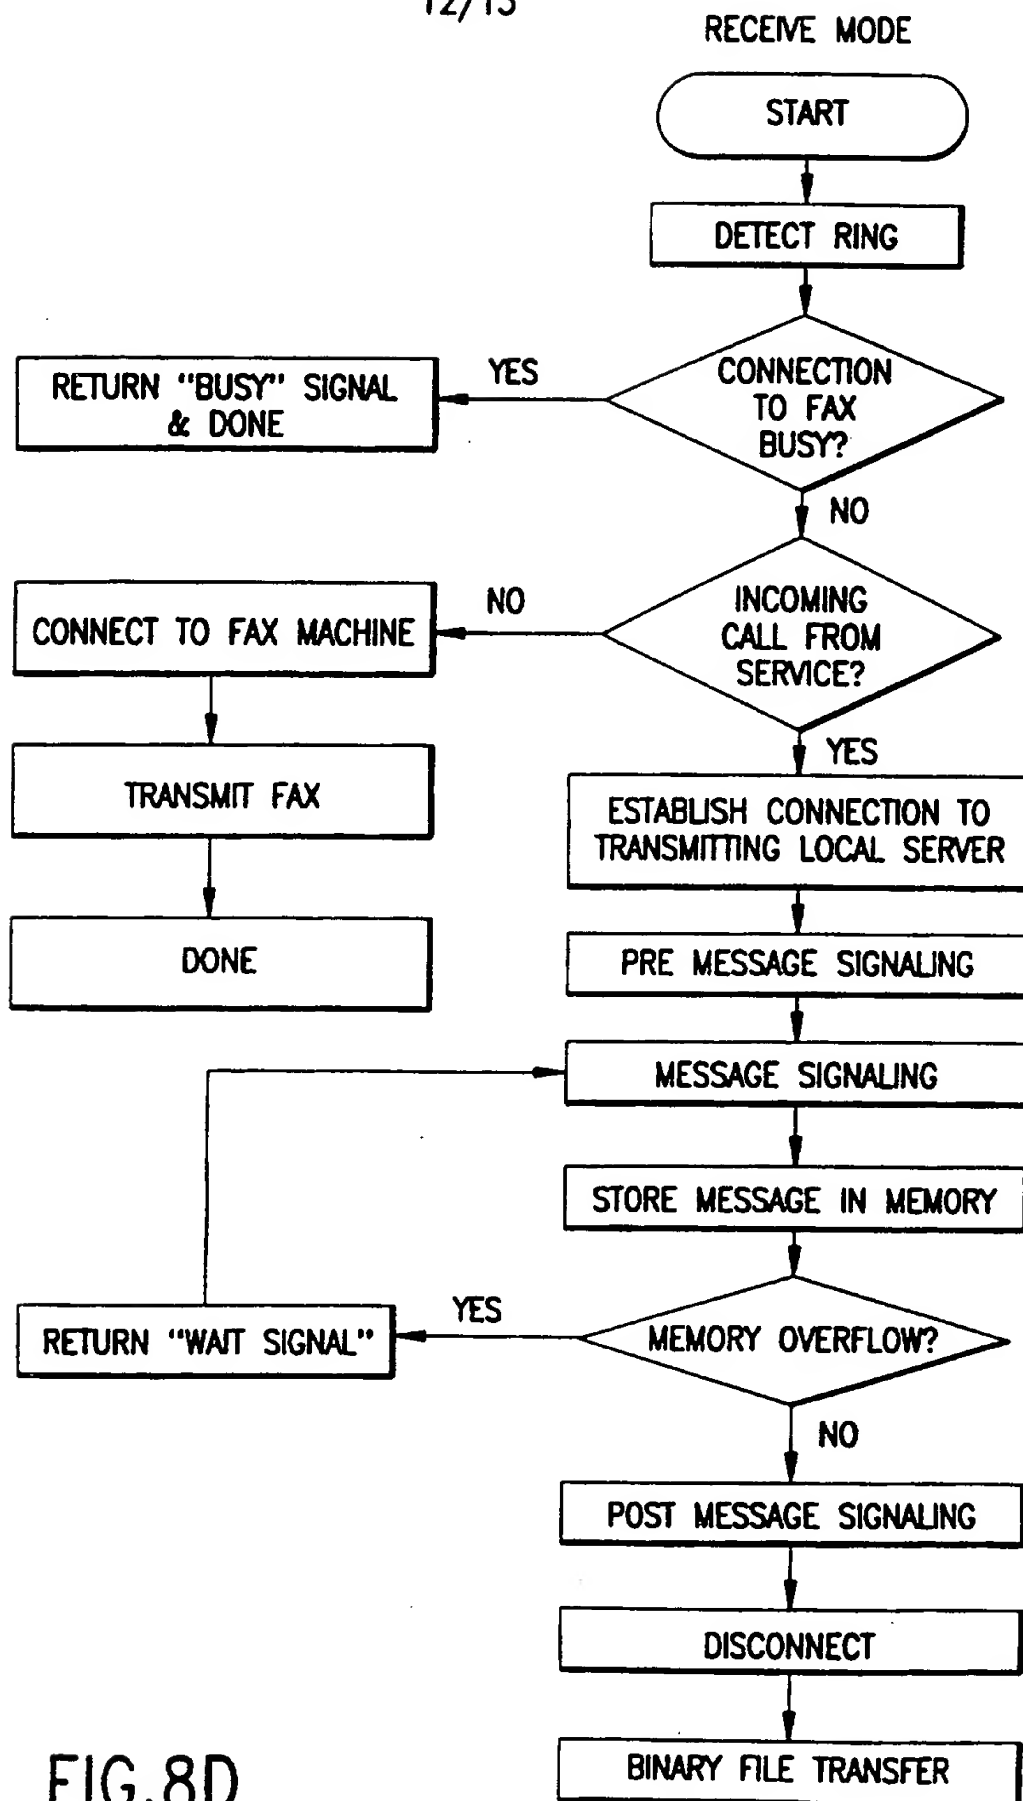 12/15
RECEIVE MODE
START
DETECT RING
CONNECTION
TO FAX
BUSY?
YES
RETURN "BUSY" SIGNAL
& DONE
NO
INCOMING
CALL FROM
SERVICE?
NO
CONNECT TO FAX MACHINE
TRANSMIT FAX
DONE
YES
ESTABLISH CONNECTION TO
TRANSMITTING LOCAL SERVER
PRE MESSAGE SIGNALING
MESSAGE SIGNALING
STORE MESSAGE IN MEMORY
MEMORY OVERFLOW?
YES
RETURN "WAIT SIGNAL"
NO
POST MESSAGE SIGNALING
DISCONNECT
BINARY FILE TRANSFER
FIG.8D